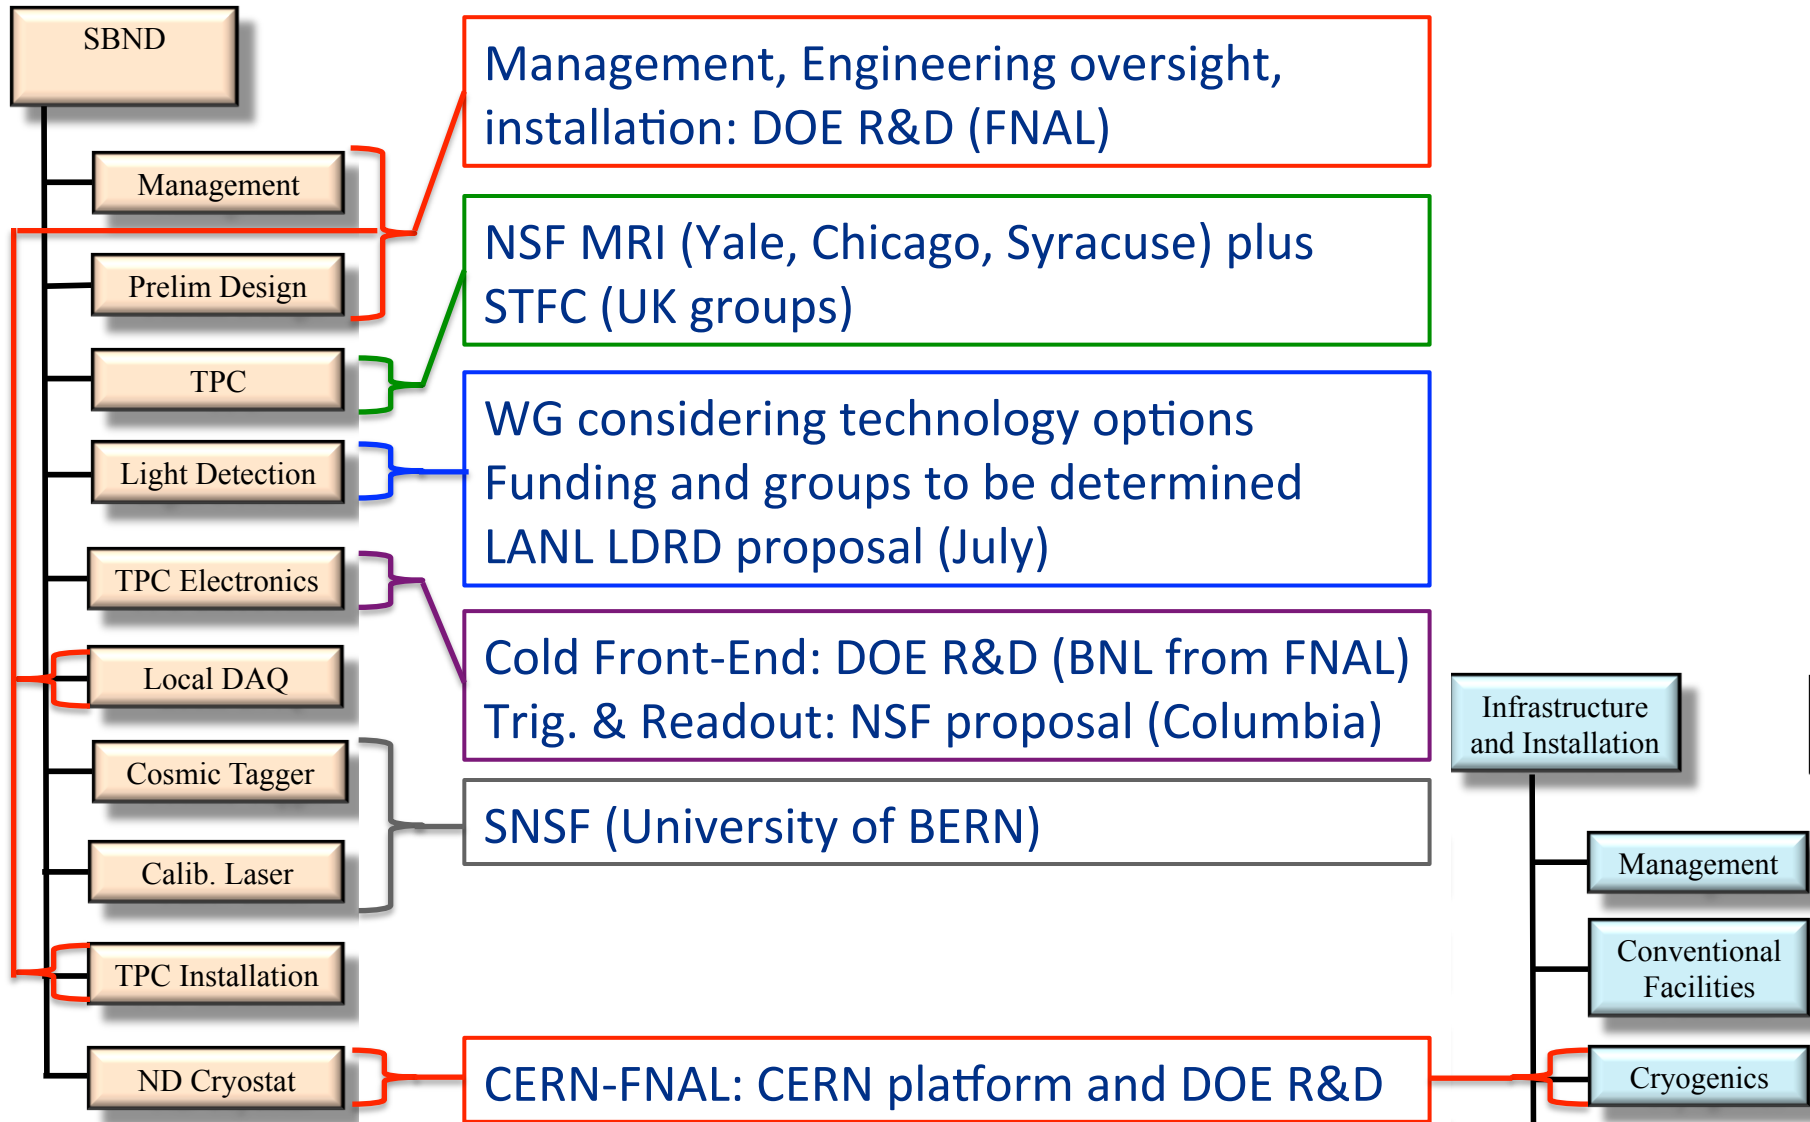 SBND
Management
Prelim Design
TPC
Light Detection
TPC Electronics
Local DAQ
Cosmic Tagger
Calib. Laser
TPC Installation
ND Cryostat
Management, Engineering oversight,
installation: DOE R&D (FNAL)
NSF MRI (Yale, Chicago, Syracuse) plus
STFC (UK groups)
WG considering technology options
Funding and groups to be determined
LANL LDRD proposal (July)
Cold Front-End: DOE R&D (BNL from FNAL)
Trig. & Readout: NSF proposal (Columbia)
SNSF (University of BERN)
CERN-FNAL: CERN platform and DOE R&D
Infrastructure
and Installation
Management
Conventional
Facilities
Cryogenics